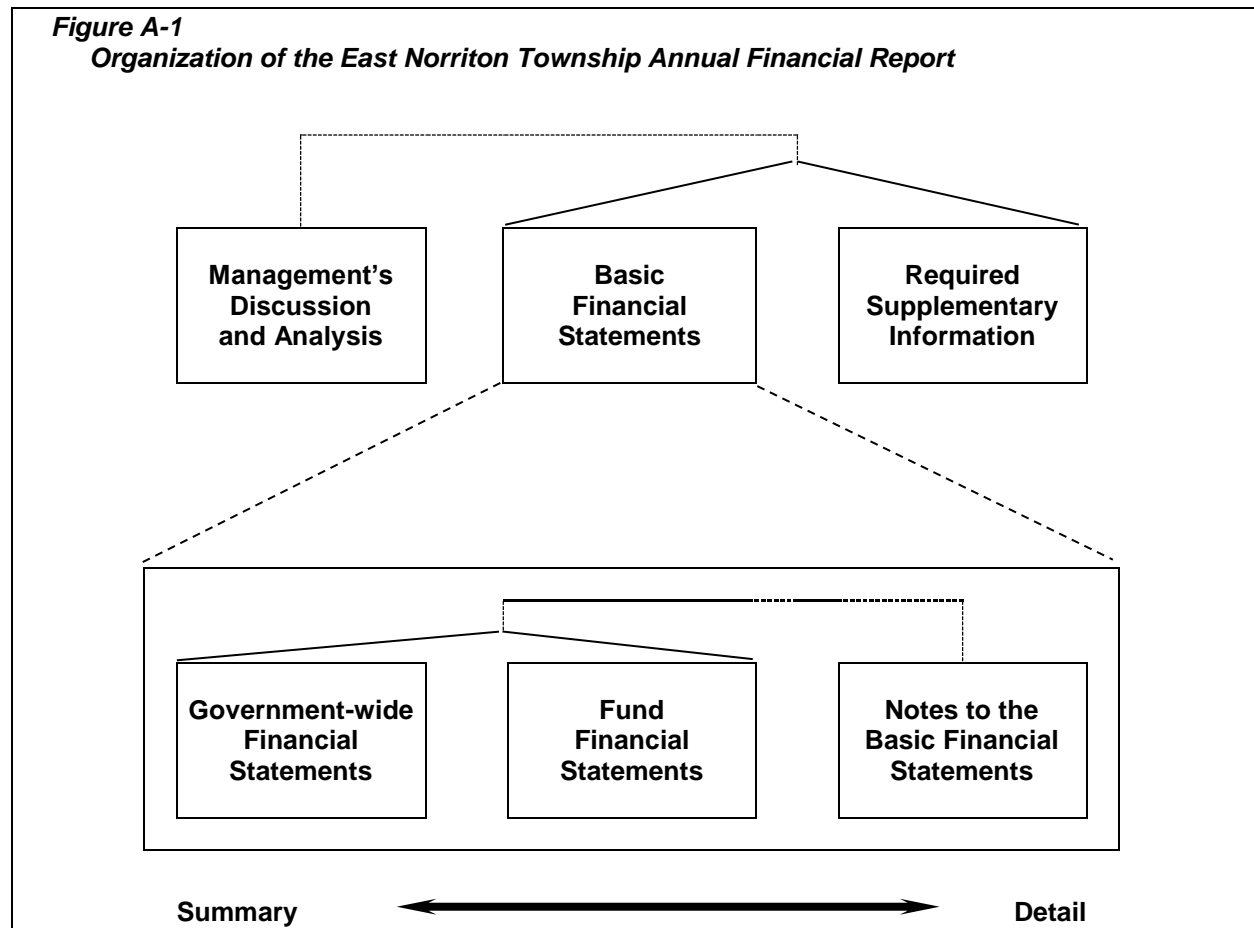 Figure A-1
Organization of the East Norriton Township Annual Financial Report
Management's
Discussion
and Analysis
Basic
Financial
Statements
Required
Supplementary
Information
Government-wide
Financial
Statements
Fund
Financial
Statements
Notes to the
Basic Financial
Statements
Summary
Detail